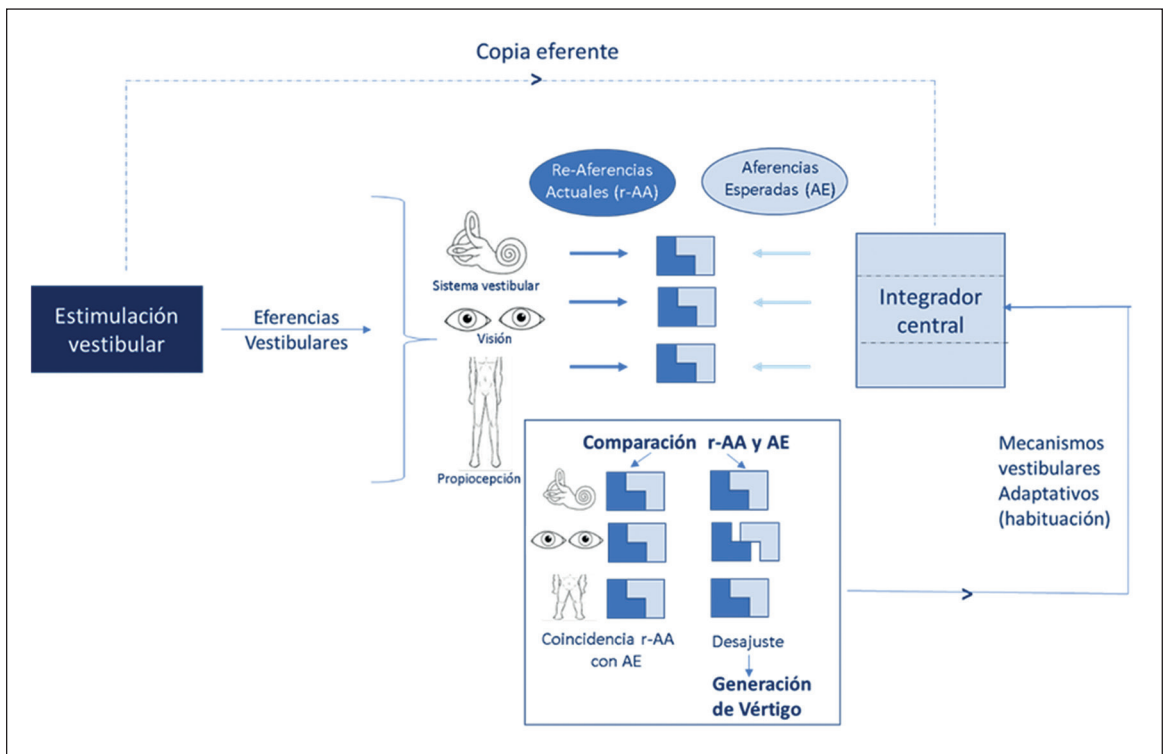 Copia eferente
Re-Aferencias
Actuales (r-AA)
Aferencias
Esperadas (AE)
Estimulación
vestibular
Eferencias
Vestibulares
Sistema vestibular
Visión
Propiocepción
Integrador
central
Comparación r-AA y AE
Coincidencia r-AA
con AE
Desajuste
Generación
de Vértigo
Mecanismos
vestibulares
Adaptativos
(habituación)